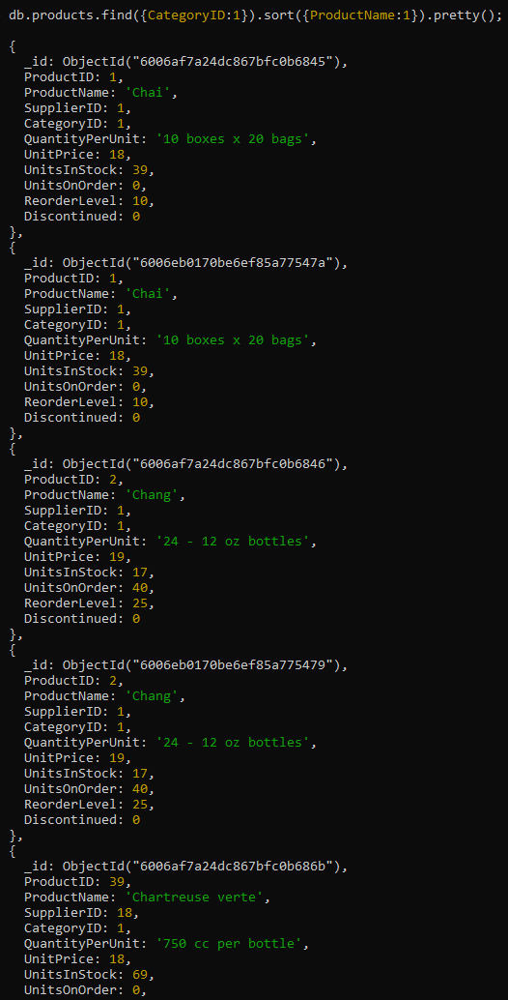 db.products.find({CategoryID:1}).sort({ProductName:1}).pretty();
{
_id: ObjectId("6006af7a24dc867bfc0b6845"),
ProductID: 1,
ProductName: 'Chai',
SupplierID: 1,
CategoryID: 1,
QuantityPerUnit: '10 boxes x 20 bags',
UnitPrice: 18,
UnitsInStock: 39,
UnitsOnOrder: 0,
ReorderLevel: 10,
Discontinued: 0
},
{
_id: ObjectId("6006eb0170be6ef85a77547a"),
ProductID: 1,
ProductName: 'Chai',
SupplierID: 1,
CategoryID: 1,
QuantityPerUnit: '10 boxes x 20 bags',
UnitPrice: 18,
UnitsInStock: 39,
UnitsOnOrder: 0,
ReorderLevel: 10,
Discontinued: 0
},
{
_id: ObjectId("6006af7a24dc867bfc0b6846"),
ProductID: 2,
ProductName: 'Chang',
SupplierID: 1,
CategoryID: 1,
QuantityPerUnit: '24 - 12 oz bottles',
UnitPrice: 19,
UnitsInStock: 17,
UnitsOnOrder: 40,
ReorderLevel: 25,
Discontinued: 0
},
{
_id: ObjectId("6006eb0170be6ef85a775479"),
ProductID: 2,
ProductName: 'Chang',
SupplierID: 1,
CategoryID: 1,
QuantityPerUnit: '24 - 12 oz bottles',
UnitPrice: 19,
UnitsInStock: 17,
UnitsOnOrder: 40,
ReorderLevel: 25,
Discontinued: 0
},
{
_id: ObjectId("6006af7a24dc867bfc0b686b"),
ProductID: 39,
ProductName: 'Chartreuse verte',
SupplierID: 18,
CategoryID: 1,
QuantityPerUnit: '750 cc per bottle',
UnitPrice: 18,
UnitsInStock: 69,
UnitsOnOrder: 0,